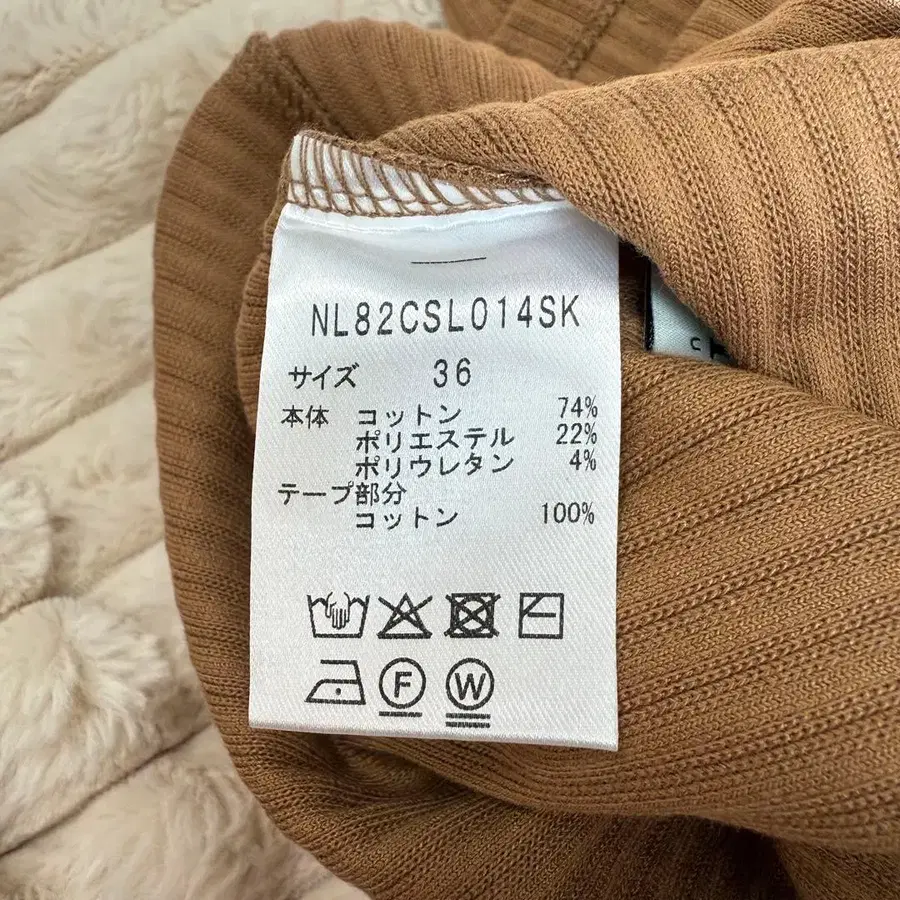 NL82CSL014SK
サイズ 36
本体 コットン 74%
ポリエステル 22%
ポリウレタン 4%
テープ部分
コットン 100%
F W